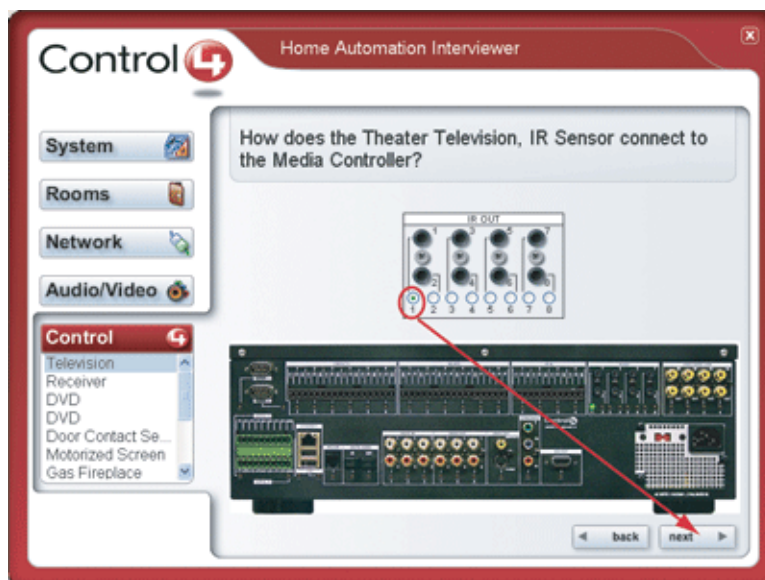 Control4
Home Automation Interviewer
System
Rooms
Network
Audio/Video
Control
Television
Receiver
DVD
DVD
Door Contact Se...
Motorized Screen
Gas Fireplace
How does the Theater Television, IR Sensor connect to
the Media Controller?
IR OUT
1 3 5 7
2 4 6 8
1 2 3 4 5 6 7 8
back
next